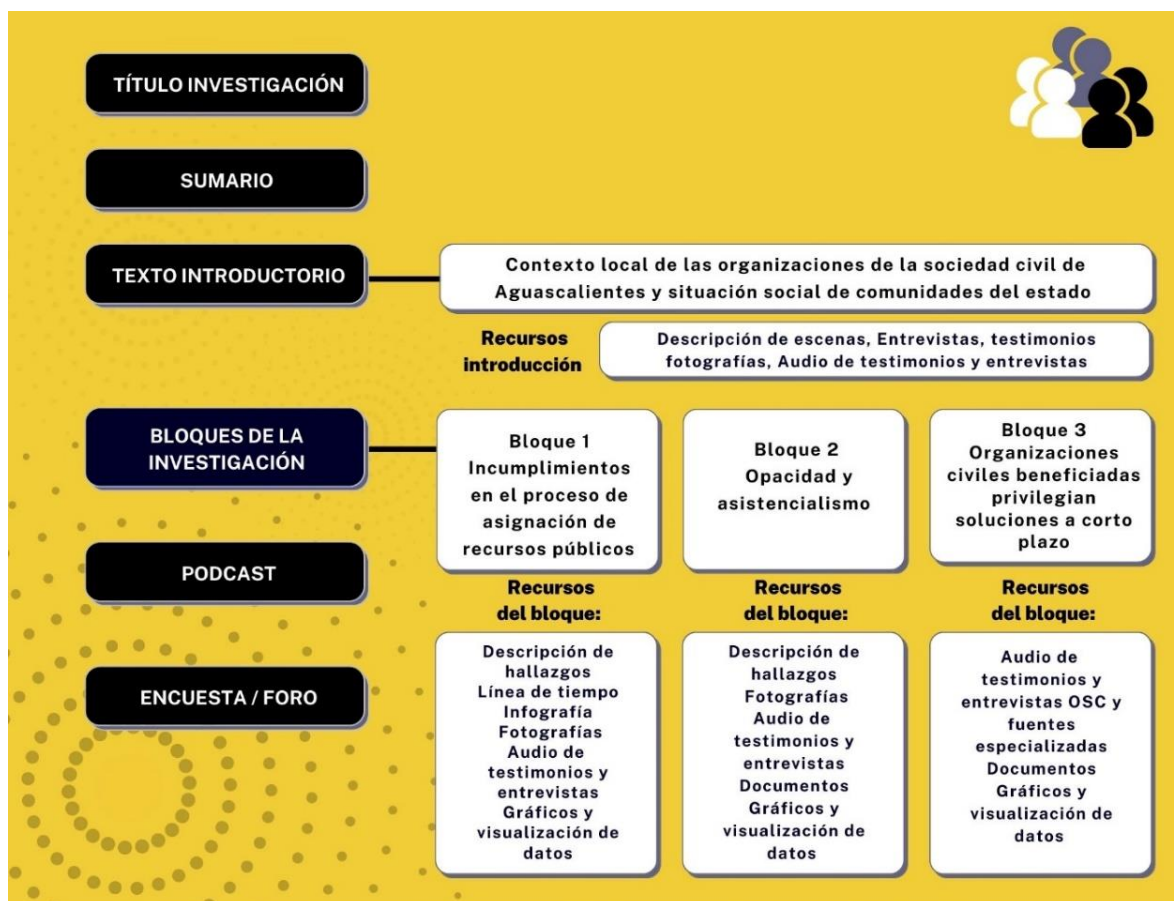 TÍTULO INVESTIGACIÓN
SUMARIO
TEXTO INTRODUCTORIO
Contexto local de las organizaciones de la sociedad civil de
Aguascalientes y situación social de comunidades del estado
Recursos
introducción
Descripción de escenas, Entrevistas, testimonios
fotografías, Audio de testimonios y entrevistas
BLOQUES DE LA
INVESTIGACIÓN
Bloque 1
Incumplimientos
en el proceso de
asignación de
recursos públicos
Bloque 2
Opacidad y
asistencialismo
Bloque 3
Organizaciones
civiles beneficiadas
privilegian
soluciones a corto
plazo
PODCAST
Recursos
del bloque:
Recursos
del bloque:
Recursos
del bloque:
ENCUESTA / FORO
Descripción de
hallazgos
Línea de tiempo
Infografía
Fotografías
Audio de
testimonios y
entrevistas
Gráficos y
visualización de
datos
Descripción de
hallazgos
Fotografías
Audio de
testimonios y
entrevistas
Documentos
Gráficos y
visualización de
datos
Audio de
testimonios y
entrevistas OSC y
fuentes
especializadas
Documentos
Gráficos y
visualización de
datos